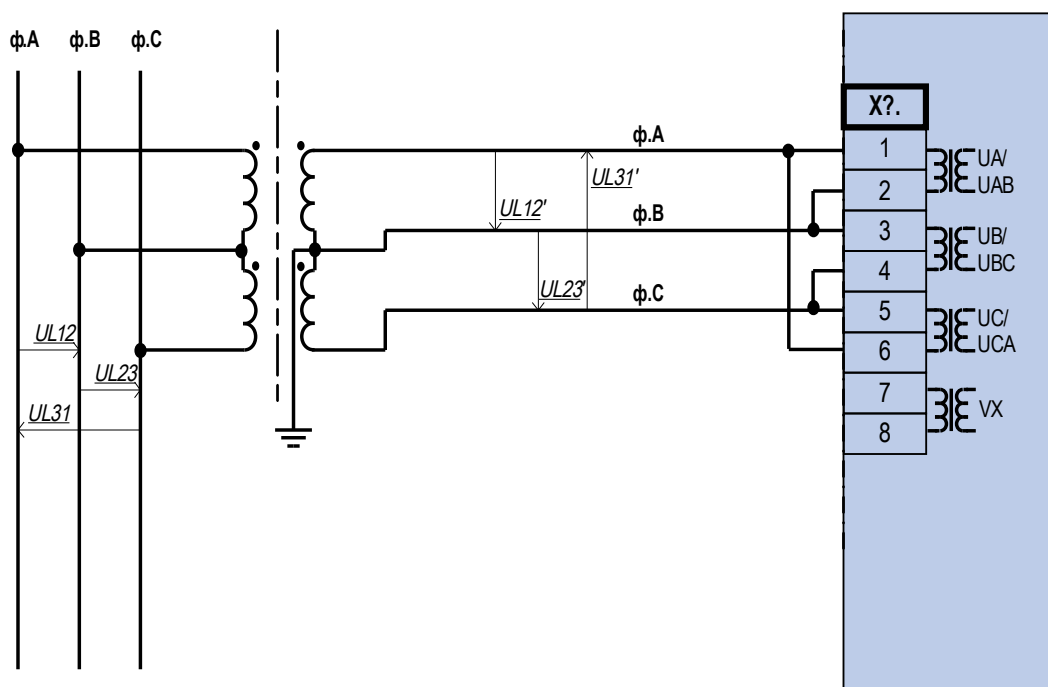 ф.A ф.B ф.C
X?.
ф.A
1
UA/
UAB
UL31'
2
UL12'
ф.B
3
UB/
UBC
4
UL23'
ф.C
5
UC/
UCA
UL12
6
UL23
7
VX
UL31
8